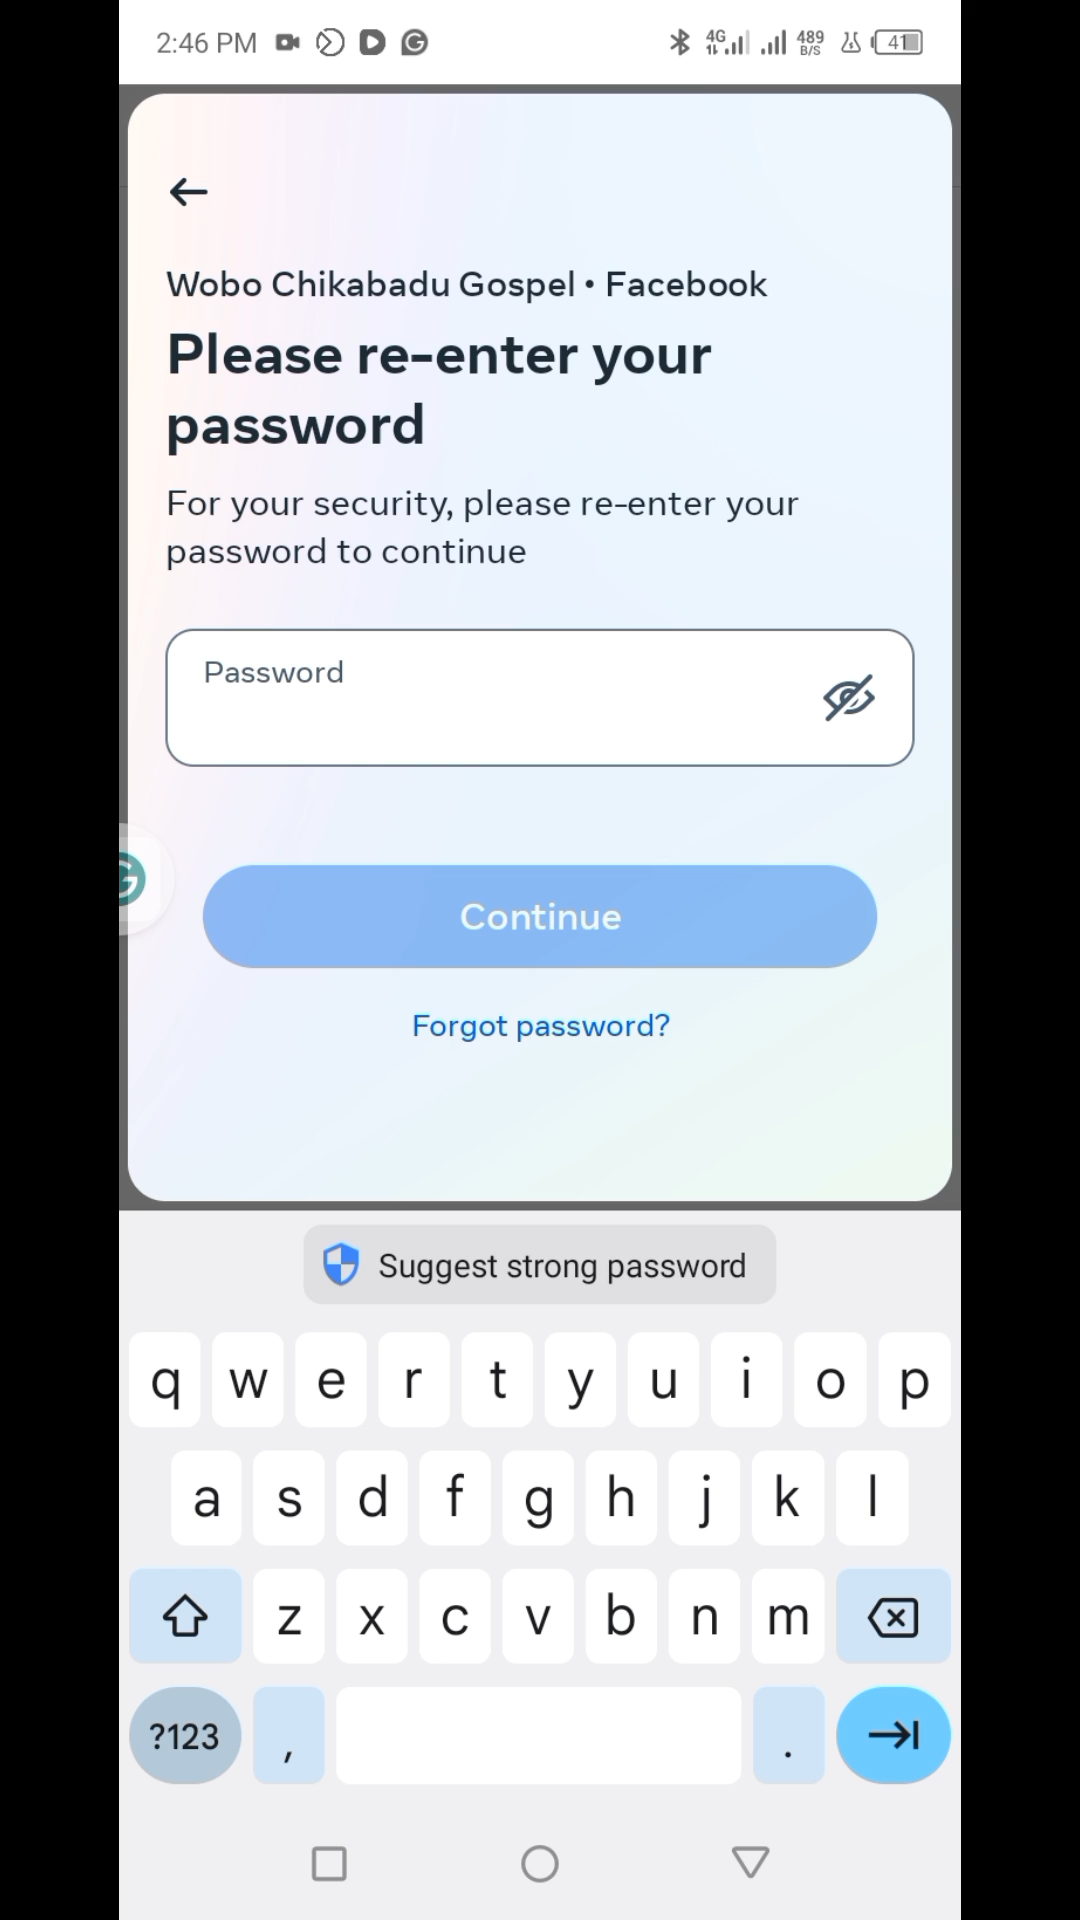 2:46 PM
4G
489
B/S
41
Wobo Chikabadu Gospel • Facebook
Please re-enter your
password
For your security, please re-enter your
password to continue
Password
Continue
Forgot password?
Suggest strong password
q w e r t y u i o p
a s d f g h j k l
z x c v b n m
?123 , .